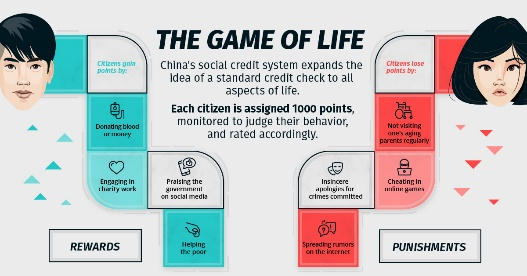 THE GAME OF LIFE
China's social credit system expands the
idea of a standard credit check to all
aspects of life.
Each citizen is assigned 1000 points,
monitored to judge their behavior,
and rated accordingly.
Citizens gain
points by:
Donating blood
or money
Engaging in
charity work
Praising the
government
on social media
Helping
the poor
REWARDS
Citizens lose
points by:
Not visiting
one's aging
parents regularly
Cheating in
online games
Insincere
apologies for
crimes committed
Spreading rumors
on the internet
PUNISHMENTS